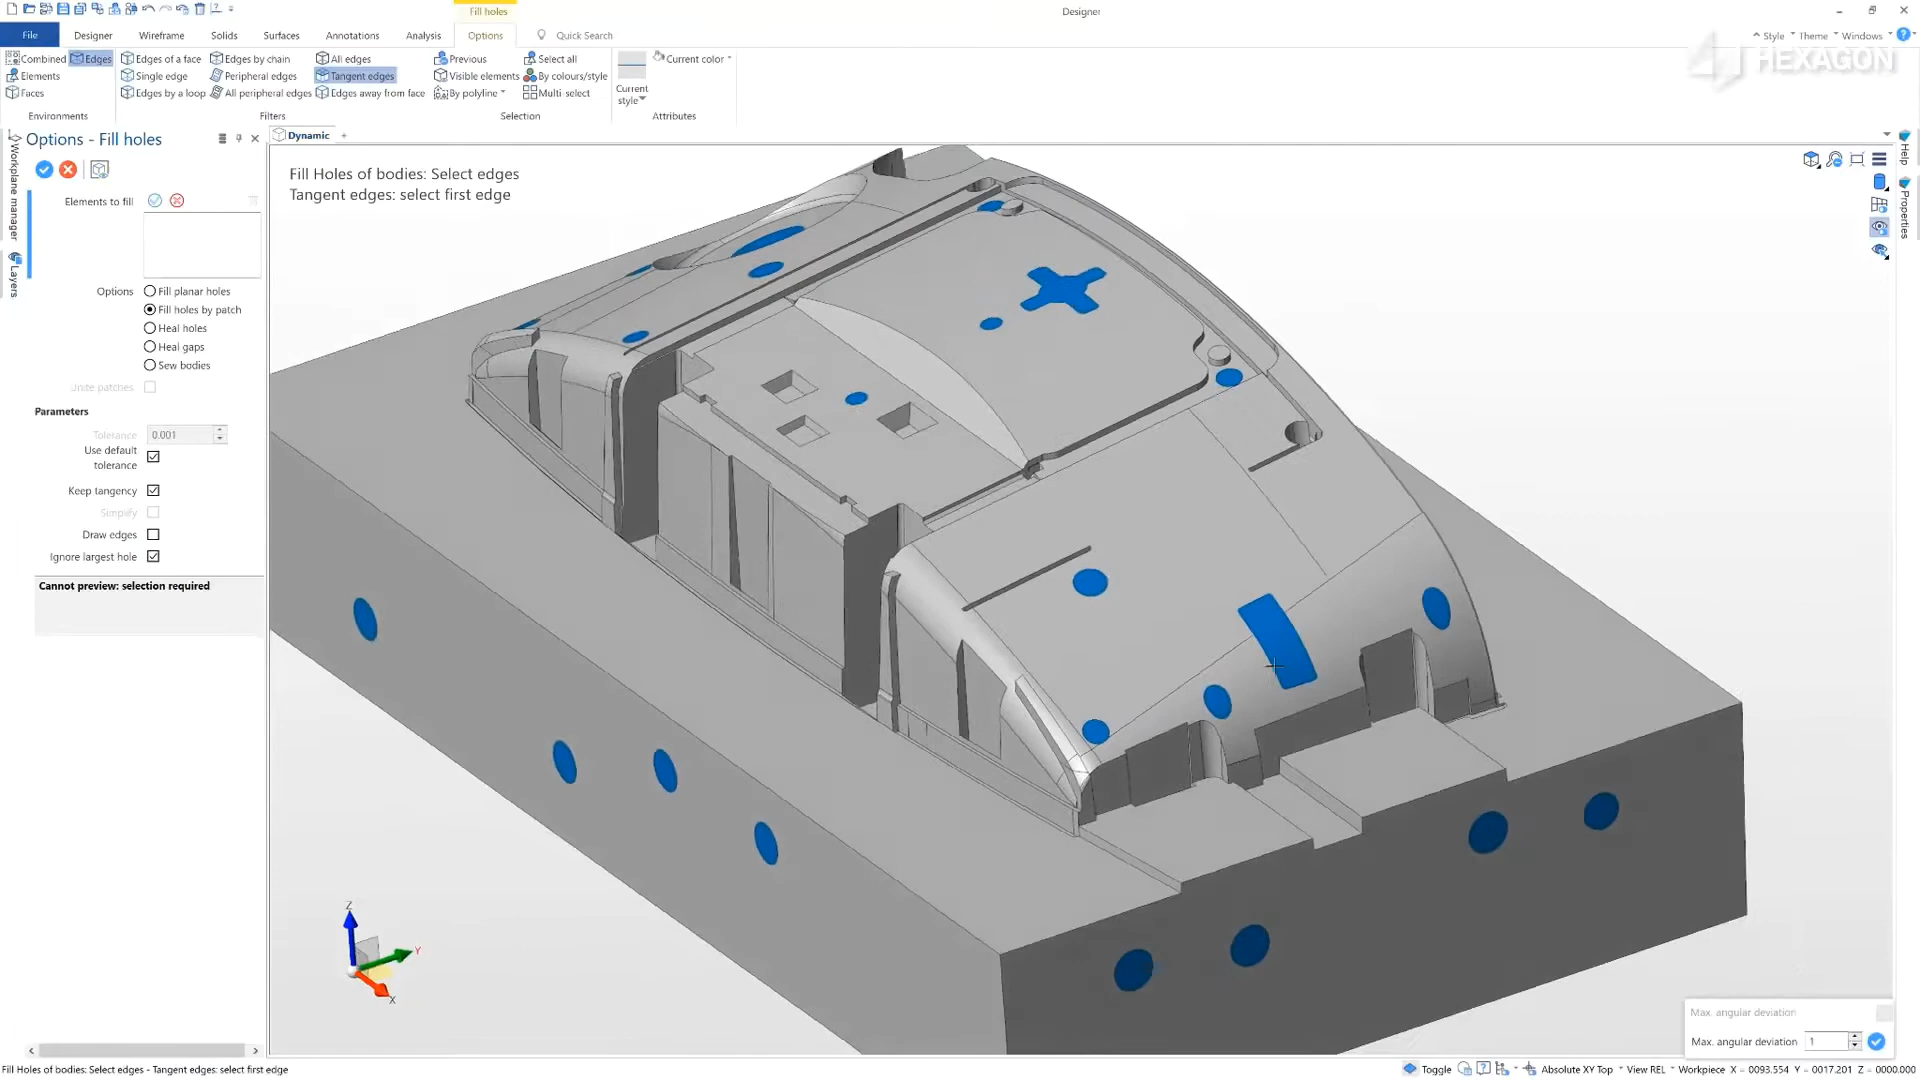 Fill holes
Designer
File Designer Wireframe Solids Surfaces Annotations Analysis Options Quick Search
Style Theme Windows
Combined Edges Edges of a face Edges by chain All edges Previous Select all Current color
Elements Single edge Peripheral edges Tangent edges Visible elements By colours/style
Faces Edges by a loop All peripheral edges Edges away from face By polyline Multi-select
Current style
Environments Filters Selection Attributes
HEXAGON
Options - Fill holes
Dynamic +
Workplane manager
Layers
Help
Properties
Fill Holes of bodies: Select edges
Tangent edges: select first edge
Elements to fill
Options Fill planar holes
Fill holes by patch
Heal holes
Heal gaps
Sew bodies
Unite patches
Parameters
Tolerance 0.001
Use default
tolerance
Keep tangency
Simplify
Draw edges
Ignore largest hole
Cannot preview: selection required
Z
Y
X
Max. angular deviation
Max. angular deviation 1
Fill Holes of bodies: Select edges - Tangent edges: select first edge
Toggle Absolute XY Top View REL Workpiece X = 0093.554 Y = 0017.201 Z = 0000.000